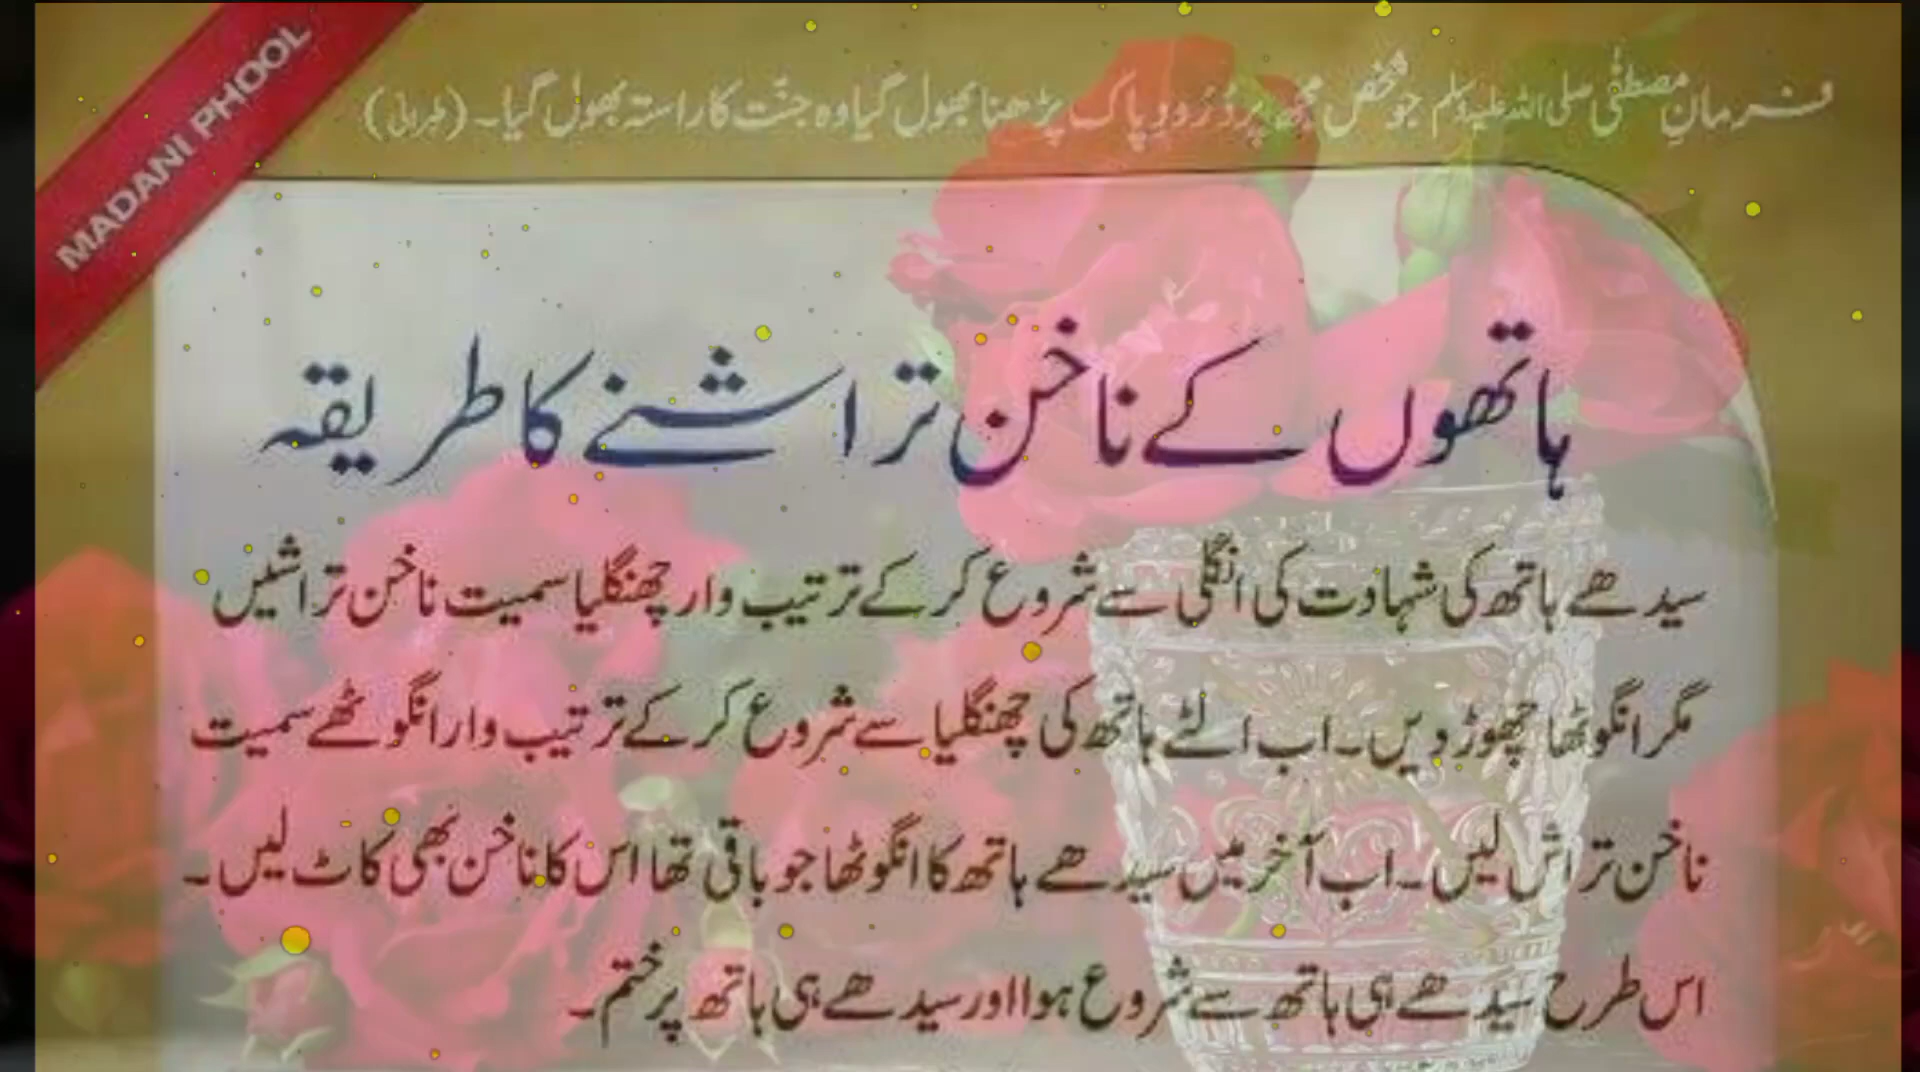 MADANI PHOOL
فرمانِ مصطفٰی صلی اللہ علیہ وسلم جو شخص مجھ پر دُرُودِ پاک پڑھنا بھول گیا وہ جنّت کا راستہ بھول گیا۔ (طبرانی)
ہاتھوں کے ناخن تراشنے کا طریقہ
سیدھے ہاتھ کی شہادت کی انگلی سے شروع کر کے ترتیب وار چھنگلیا سمیت ناخن تراشیں
مگر انگوٹھا چھوڑ دیں۔ اب الٹے ہاتھ کی چھنگلیا سے شروع کر کے ترتیب وار انگوٹھے سمیت
ناخن تراش لیں۔ اب آخر میں سیدھے ہاتھ کا انگوٹھا جو باقی تھا اس کا ناخن بھی کاٹ لیں۔
اس طرح سیدھے ہی ہاتھ سے شروع ہوا اور سیدھے ہی ہاتھ پر ختم۔